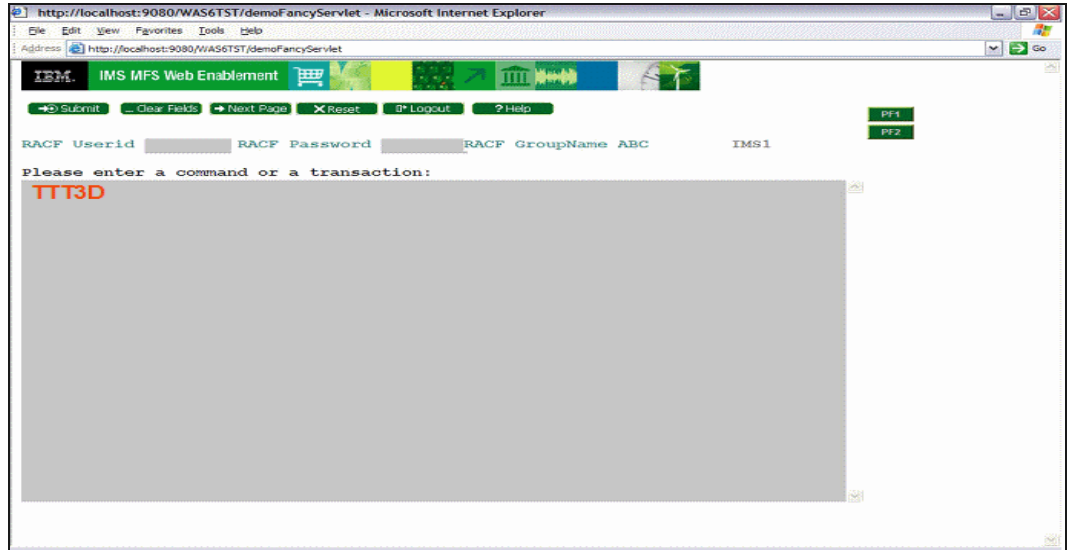 http://localhost:9080/WAS6TST/demoFancyServlet - Microsoft Internet Explorer
File Edit View Favorites Tools Help
Address http://localhost:9080/WAS6TST/demoFancyServlet Go
IBM. IMS MFS Web Enablement
Submit Clear Fields Next Page Reset Logout ? Help
PF1
PF2
RACF Userid RACF Password RACF GroupName ABC IMS1
Please enter a command or a transaction:
TTT3D